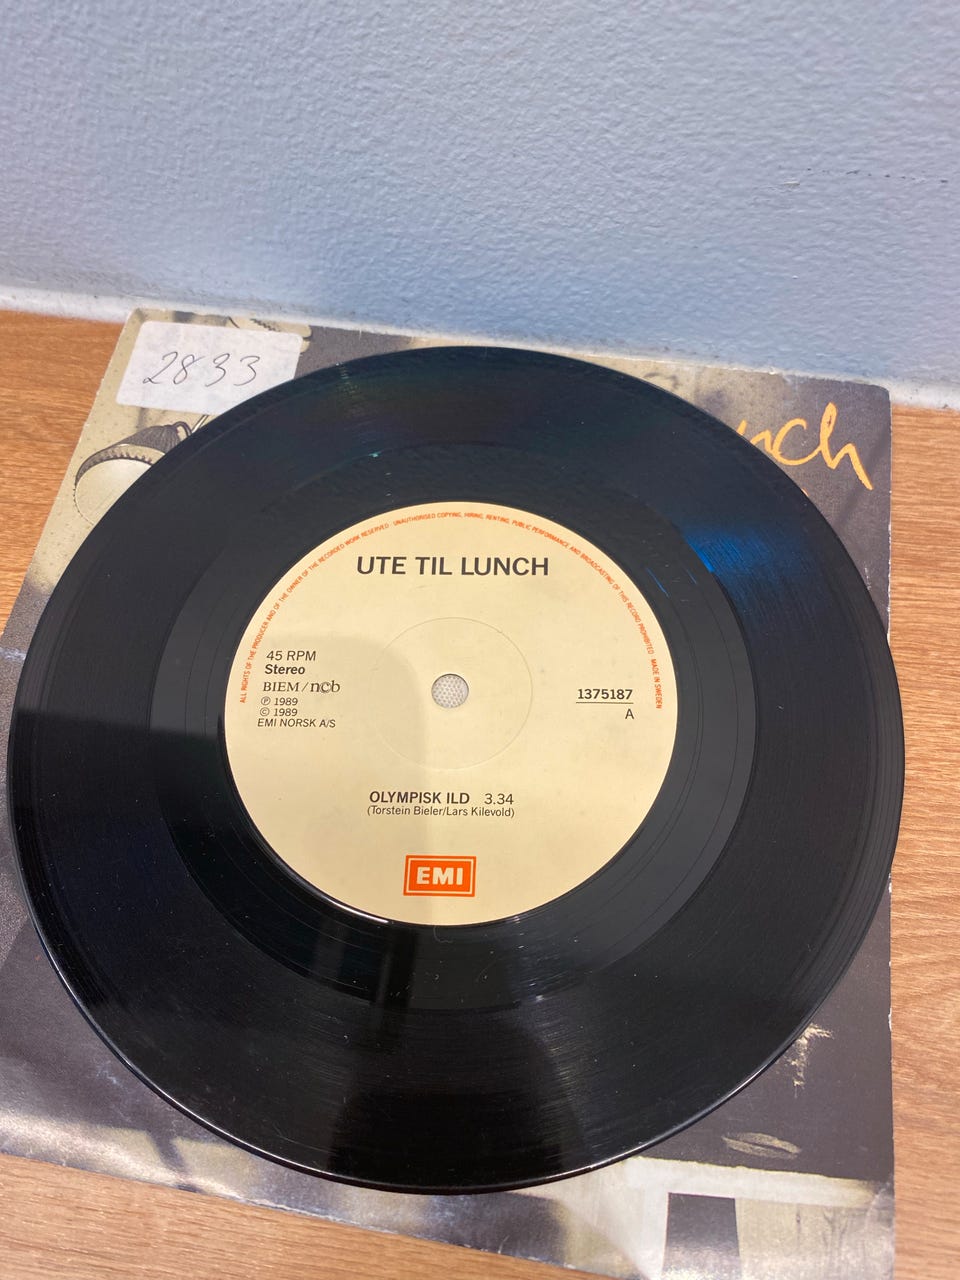 2833
nch
ALL RIGHTS OF THE PRODUCER AND OF THE OWNER OF THE RECORDED WORK RESERVED · UNAUTHORISED COPYING, HIRING, RENTING, PUBLIC PERFORMANCE AND BROADCASTING OF THIS RECORD PROHIBITED · MADE IN SWEDEN
UTE TIL LUNCH
45 RPM
Stereo
BIEM/ncb
Ⓟ 1989
© 1989
EMI NORSK A/S
1375187
A
OLYMPISK ILD 3.34
(Torstein Bieler/Lars Kilevold)
EMI